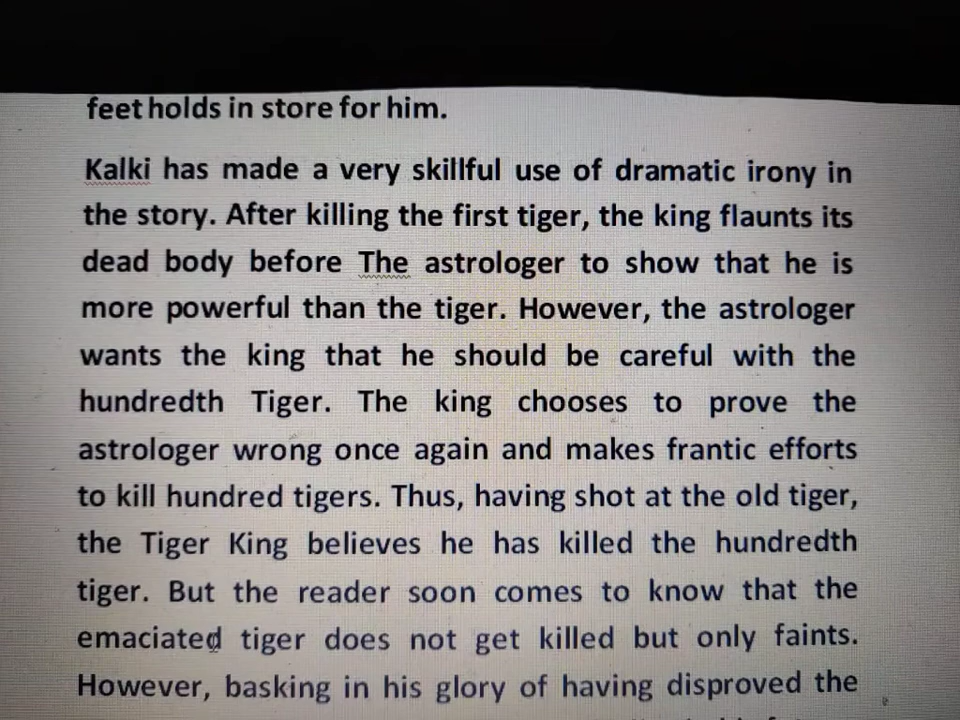 feet holds in store for him.
Kalki has made a very skillful use of dramatic irony in
the story. After killing the first tiger, the king flaunts its
dead body before The astrologer to show that he is
more powerful than the tiger. However, the astrologer
wants the king that he should be careful with the
hundredth Tiger. The king chooses to prove the
astrologer wrong once again and makes frantic efforts
to kill hundred tigers. Thus, having shot at the old tiger,
the Tiger King believes he has killed the hundredth
tiger. But the reader soon comes to know that the
emaciated tiger does not get killed but only faints.
However, basking in his glory of having disproved the